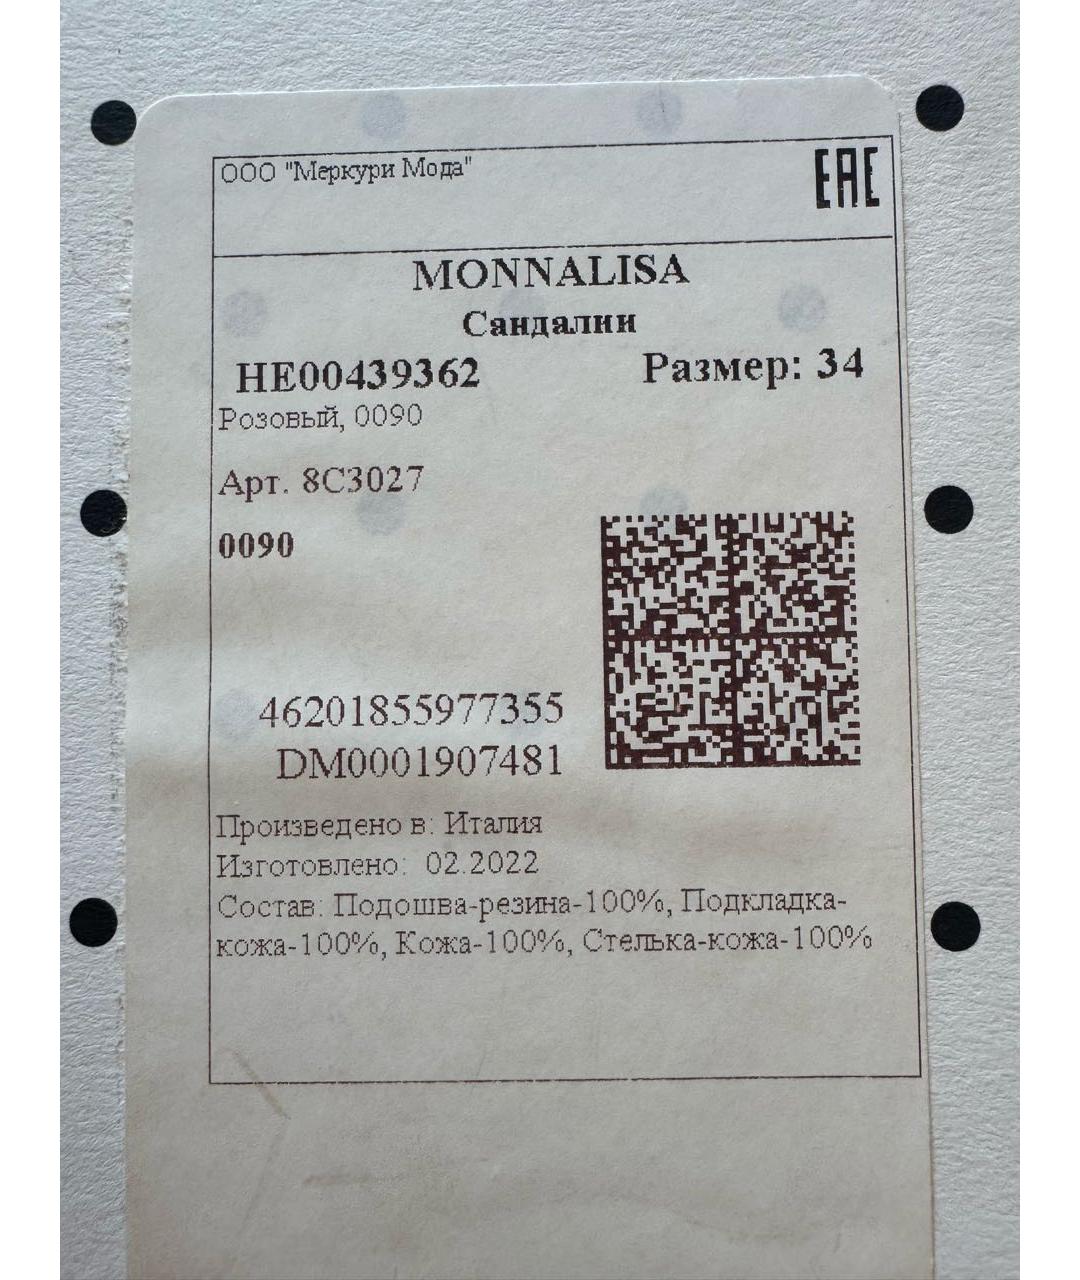 ООО "Меркури Мода"
EAC
MONNALISA
Сандалии
HE00439362
Размер: 34
Розовый, 0090
Арт. 8C3027
0090
46201855977355
DM0001907481
Произведено в: Италия
Изготовлено: 02.2022
Состав: Подошва-резина-100%, Подкладка-
кожа-100%, Кожа-100%, Стелька-кожа-100%